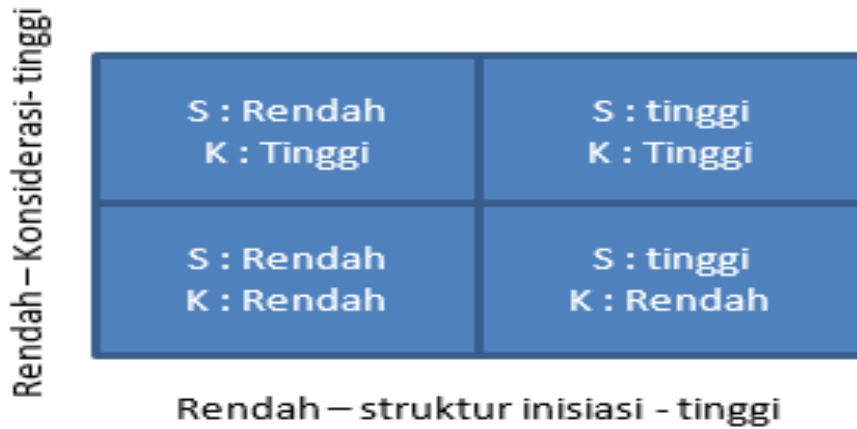 Rendah – Konsiderasi- tinggi
S : Rendah
K : Tinggi
S : tinggi
K : Tinggi
S : Rendah
K : Rendah
S : tinggi
K : Rendah
Rendah – struktur inisiasi - tinggi